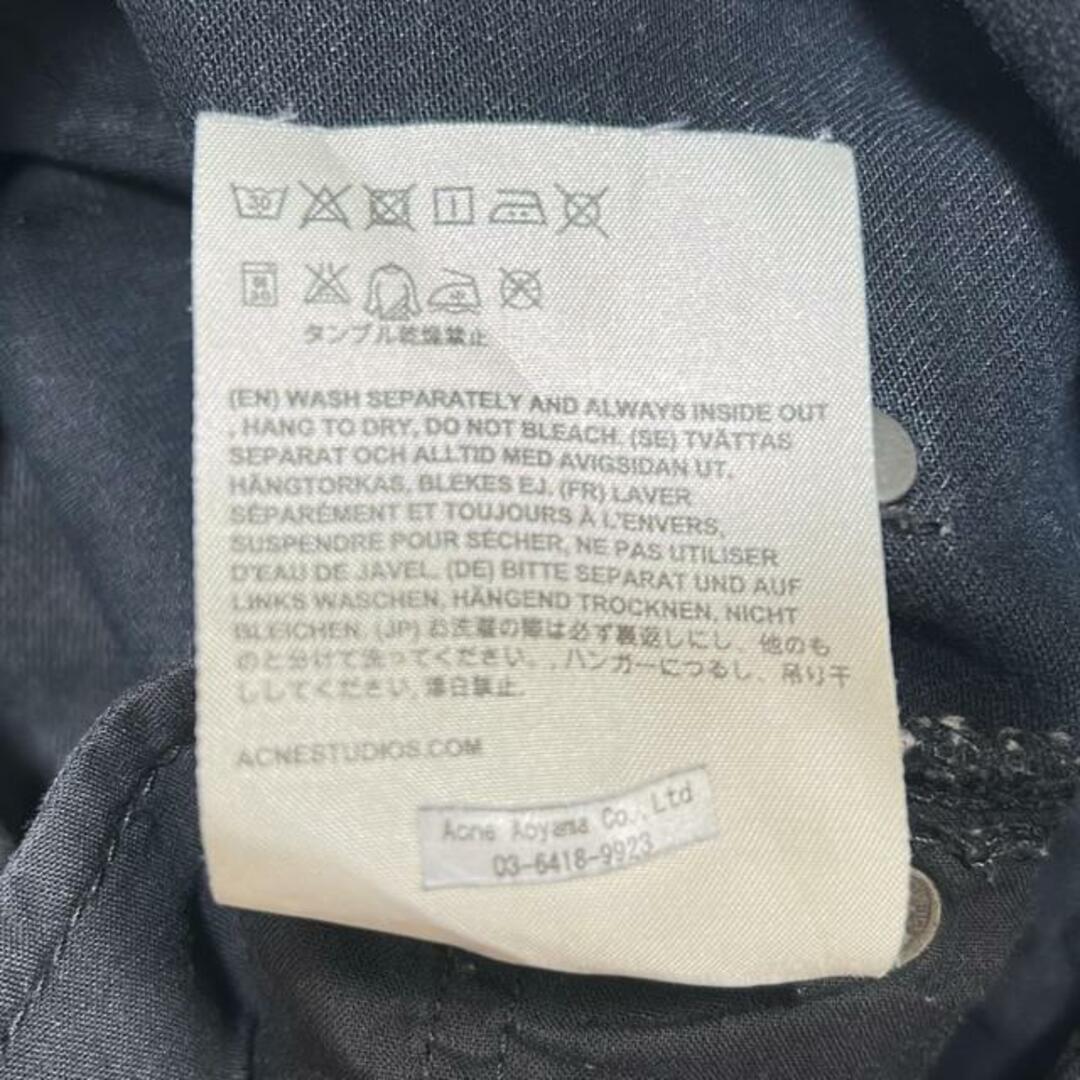 30
タンブル乾燥禁止
(EN) WASH SEPARATELY AND ALWAYS INSIDE OUT
, HANG TO DRY, DO NOT BLEACH. (SE) TVÄTTAS
SEPARAT OCH ALLTID MED AVIGSIDAN UT.
HÄNGTORKAS, BLEKES EJ. (FR) LAVER
SÉPARÉMENT ET TOUJOURS À L'ENVERS,
SUSPENDRE POUR SÉCHER, NE PAS UTILISER
D'EAU DE JAVEL. (DE) BITTE SEPARAT UND AUF
LINKS WASCHEN, HÄNGEND TROCKNEN, NICHT
BLEICHEN. (JP) お洗濯の際は必ず裏返しにし、他のも
のと分けて洗ってください。, ハンガーにつるし、吊り干
ししてください, 漂白禁止.
ACNESTUDIOS.COM
Acne Aoyama Co.,Ltd
03-6418-9923